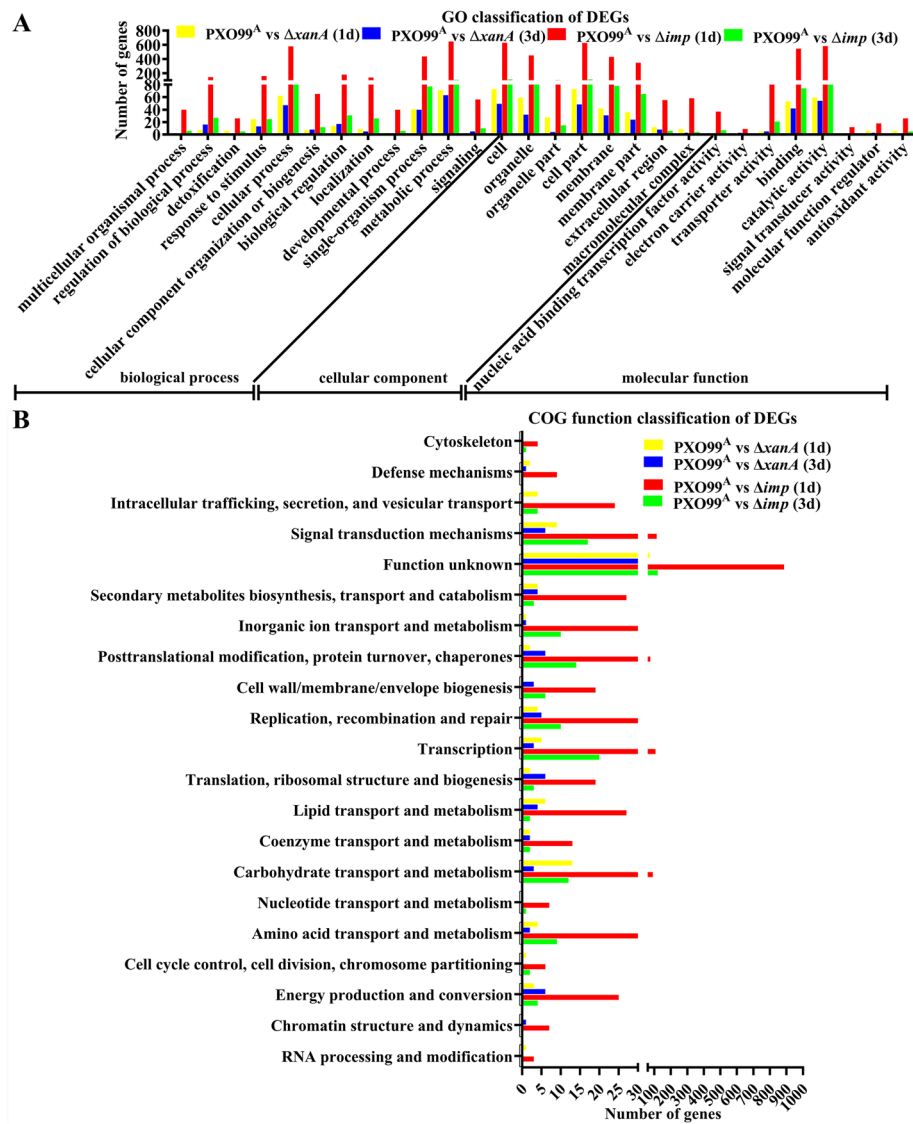 A
GO classification of DEGs
PXO99A vs ΔxanA (1d)
PXO99A vs ΔxanA (3d)
PXO99A vs Δimp (1d)
PXO99A vs Δimp (3d)
Number of genes
800
600
400
200
80
60
40
20
0
multicellular organismal process
regulation of biological process
detoxification
response to stimulus
cellular process
cellular component organization or biogenesis
biological regulation
localization
developmental process
single-organism process
metabolic process
signaling
cell
organelle
organelle part
cell part
membrane
membrane part
extracellular region
macromolecular complex
nucleic acid binding transcription factor activity
electron carrier activity
transporter activity
binding
catalytic activity
signal transducer activity
molecular function regulator
antioxidant activity
biological process
cellular component
molecular function
B
COG function classification of DEGs
PXO99A vs ΔxanA (1d)
PXO99A vs ΔxanA (3d)
PXO99A vs Δimp (1d)
PXO99A vs Δimp (3d)
Cytoskeleton
Defense mechanisms
Intracellular trafficking, secretion, and vesicular transport
Signal transduction mechanisms
Function unknown
Secondary metabolites biosynthesis, transport and catabolism
Inorganic ion transport and metabolism
Posttranslational modification, protein turnover, chaperones
Cell wall/membrane/envelope biogenesis
Replication, recombination and repair
Transcription
Translation, ribosomal structure and biogenesis
Lipid transport and metabolism
Coenzyme transport and metabolism
Carbohydrate transport and metabolism
Nucleotide transport and metabolism
Amino acid transport and metabolism
Cell cycle control, cell division, chromosome partitioning
Energy production and conversion
Chromatin structure and dynamics
RNA processing and modification
0 5 10 15 20 25 30 100 200 300 400 500 600 700 800 900 1000
Number of genes